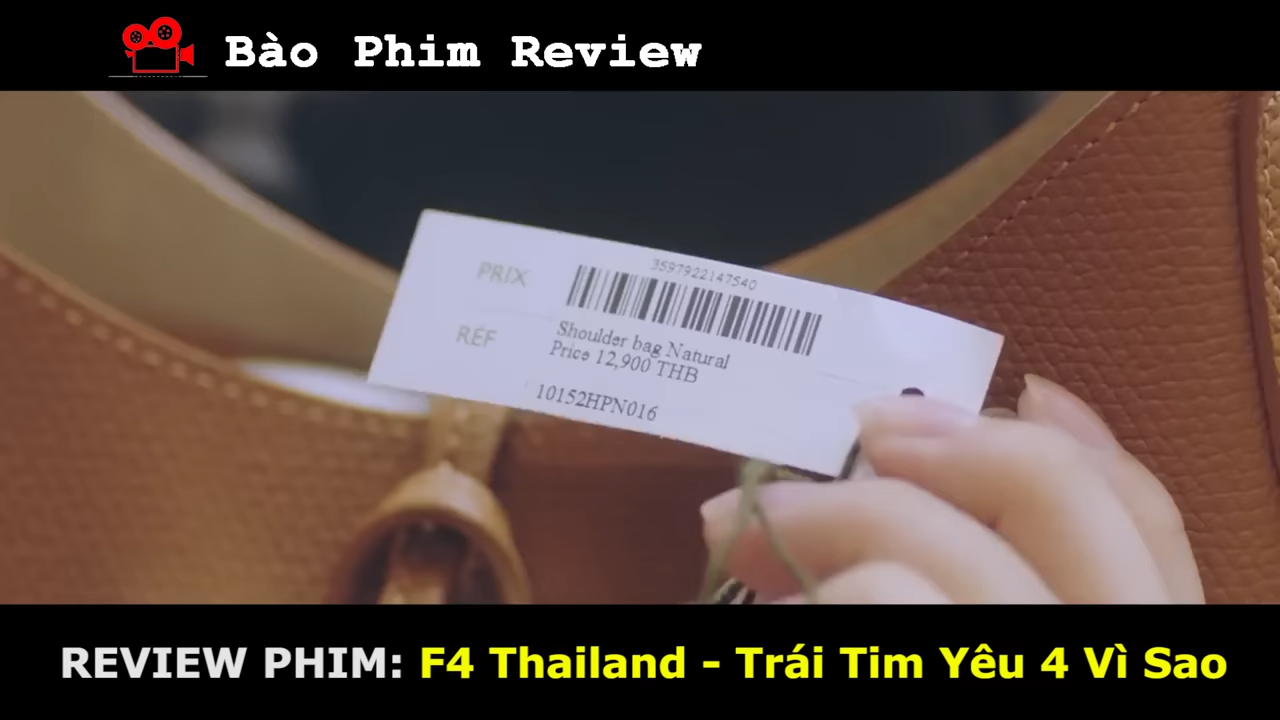 Bào Phim Review
PRIX
3597922147540
REF
Shoulder bag Natural
Price 12,900 THB
10152HPN016
REVIEW PHIM: F4 Thailand - Trái Tim Yêu 4 Vì Sao